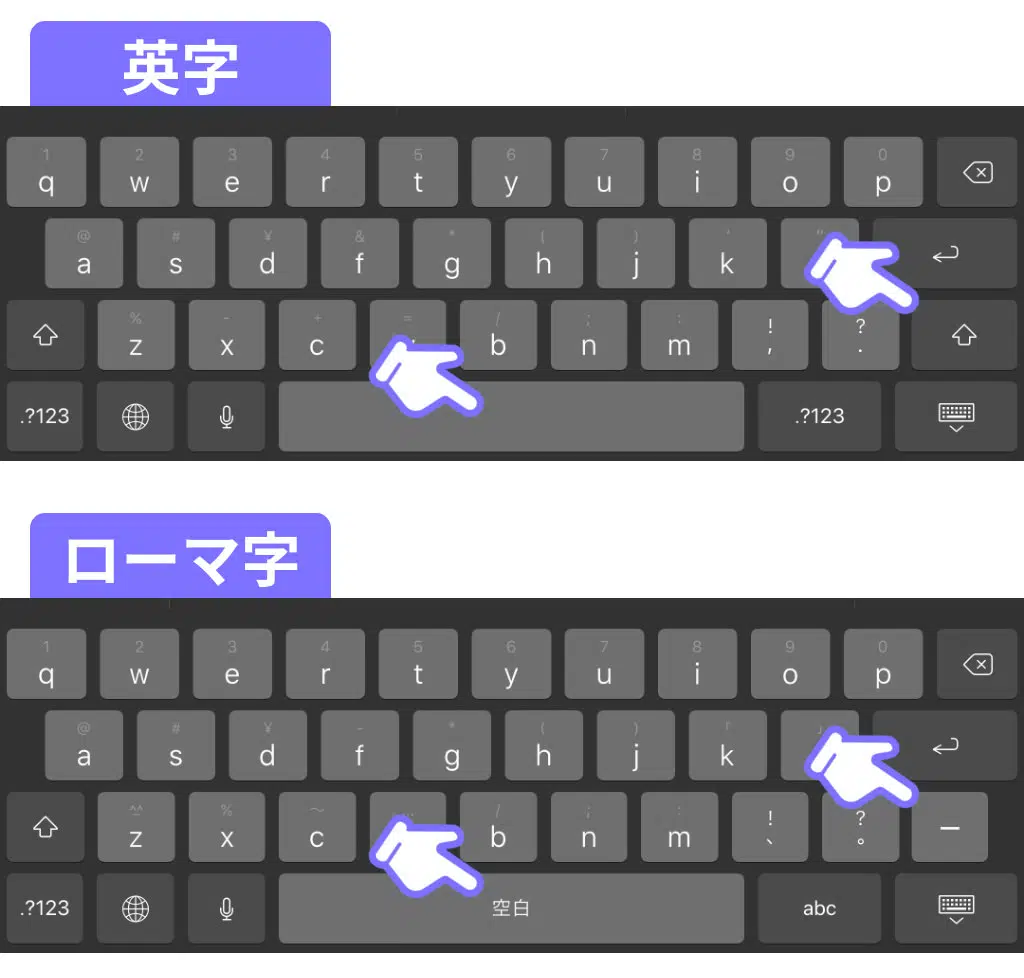 英字
1 2 3 4 5 6 7 8 9 0
q w e r t y u i o p
@ # ¥ & * ( ) ' "
a s d f g h j k
% - + = / ; : ! ?
z x c b n m , .
.?123 .?123
ローマ字
1 2 3 4 5 6 7 8 9 0
q w e r t y u i o p
@ # ¥ - * ( ) 「 」
a s d f g h j k
^^ % 〜 … / ; : ! ?
z x c b n m 、 。 ー
.?123 空白 abc